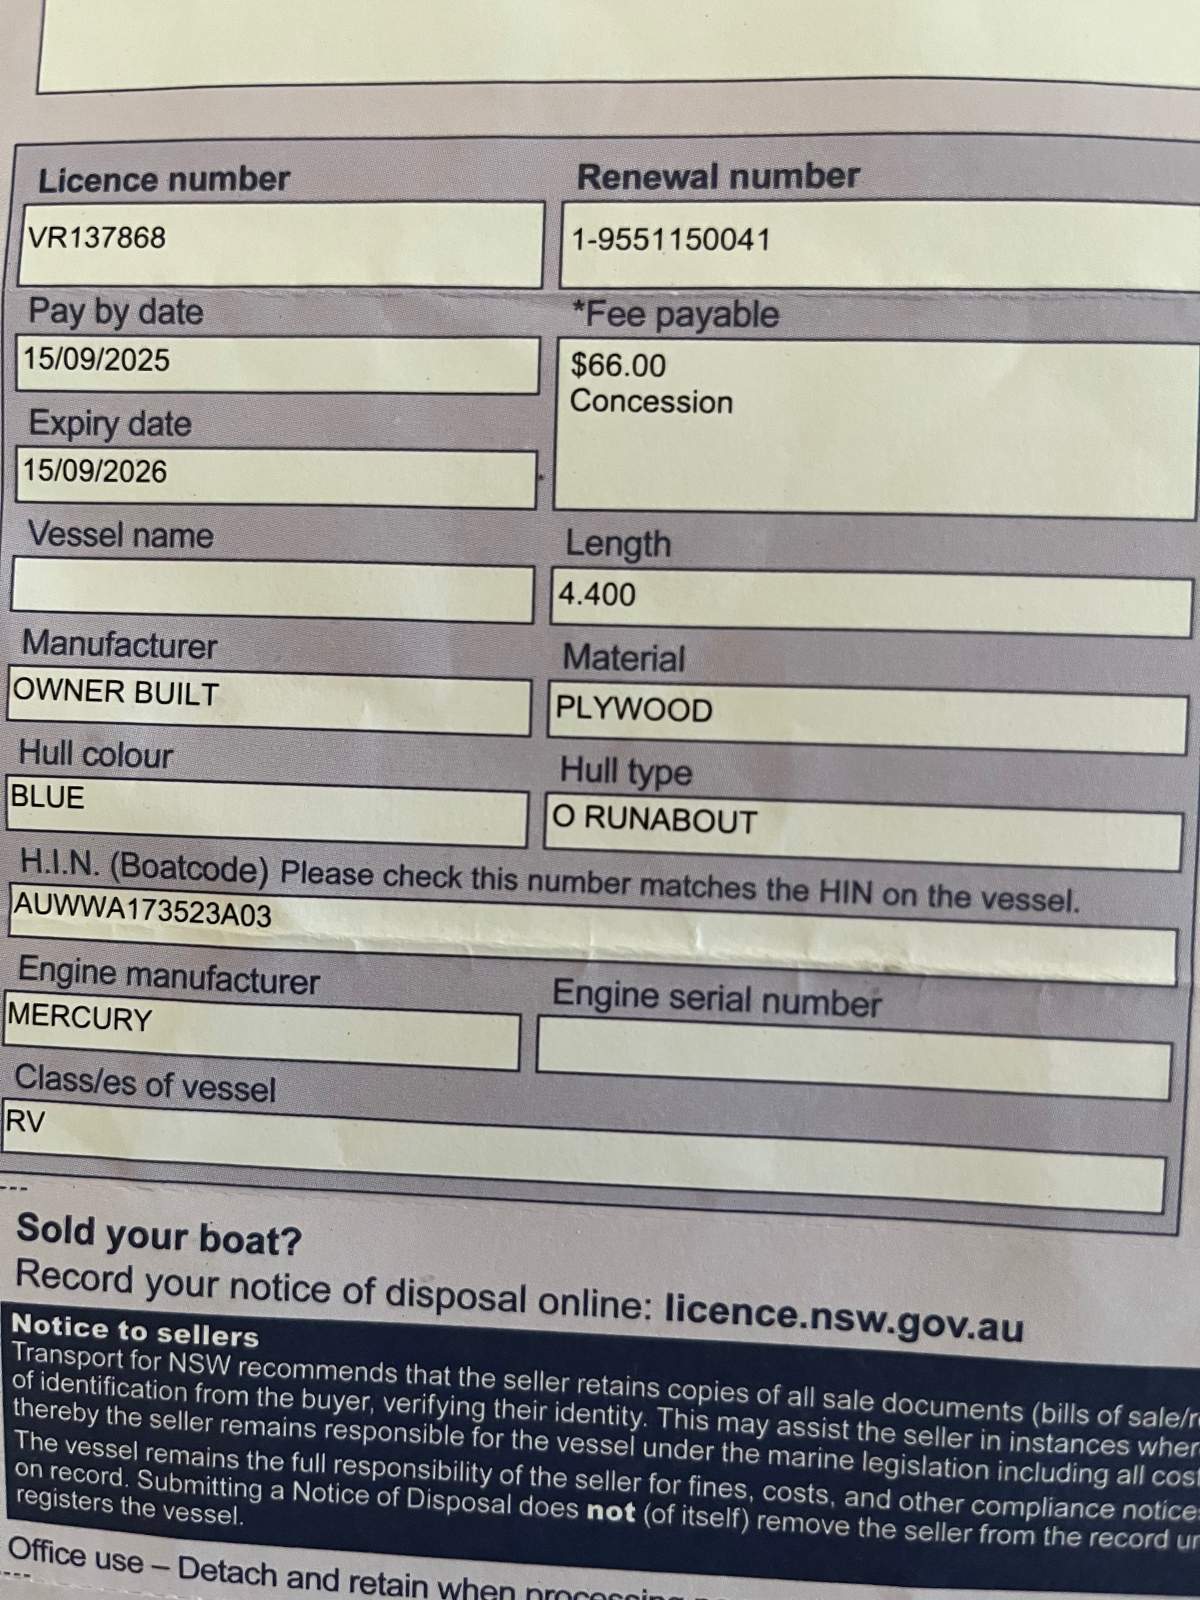 Licence number
Renewal number
VR137868
1-9551150041
Pay by date
*Fee payable
15/09/2025
$66.00
Concession
Expiry date
15/09/2026
Vessel name
Length
4.400
Manufacturer
Material
OWNER BUILT
PLYWOOD
Hull colour
Hull type
BLUE
O RUNABOUT
H.I.N. (Boatcode) Please check this number matches the HIN on the vessel.
AUWWA173523A03
Engine manufacturer
Engine serial number
MERCURY
Class/es of vessel
RV
Sold your boat?
Record your notice of disposal online: licence.nsw.gov.au
Notice to sellers
Transport for NSW recommends that the seller retains copies of all sale documents (bills of sale/
of identification from the buyer, verifying their identity. This may assist the seller in instances
thereby the seller remains responsible for the vessel under the marine legislation including all
The vessel remains the full responsibility of the seller for fines, costs, and other compliance
on record. Submitting a Notice of Disposal does not (of itself) remove the seller from the record
registers the vessel.
Office use – Detach and retain when processing